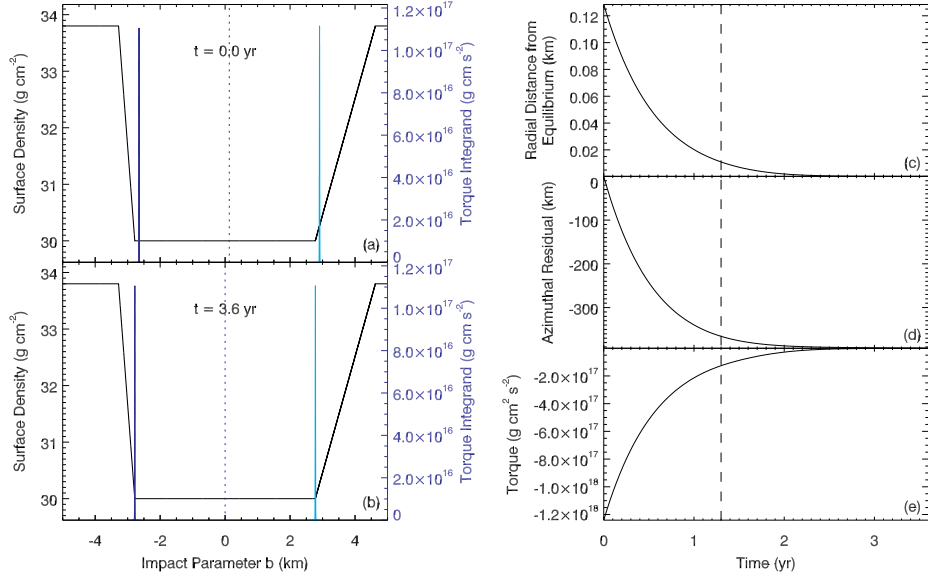 34
33
32
31
30
Surface Density (g cm⁻²)
t = 0.0 yr
(a)
1.2×10¹⁷
1.0×10¹⁷
8.0×10¹⁶
6.0×10¹⁶
4.0×10¹⁶
2.0×10¹⁶
0
Torque Integrand (g cm s⁻²)
34
33
32
31
30
Surface Density (g cm⁻²)
t = 3.6 yr
(b)
1.2×10¹⁷
1.0×10¹⁷
8.0×10¹⁶
6.0×10¹⁶
4.0×10¹⁶
2.0×10¹⁶
0
Torque Integrand (g cm s⁻²)
-4 -2 0 2 4
Impact Parameter b (km)
Radial Distance from
Equilibrium (km)
0.12
0.10
0.08
0.06
0.04
0.02
(c)
Azimuthal Residual (km)
0
-100
-200
-300
(d)
Torque (g cm² s⁻²)
-2.0×10¹⁷
-4.0×10¹⁷
-6.0×10¹⁷
-8.0×10¹⁷
-1.0×10¹⁸
-1.2×10¹⁸
(e)
0 1 2 3
Time (yr)